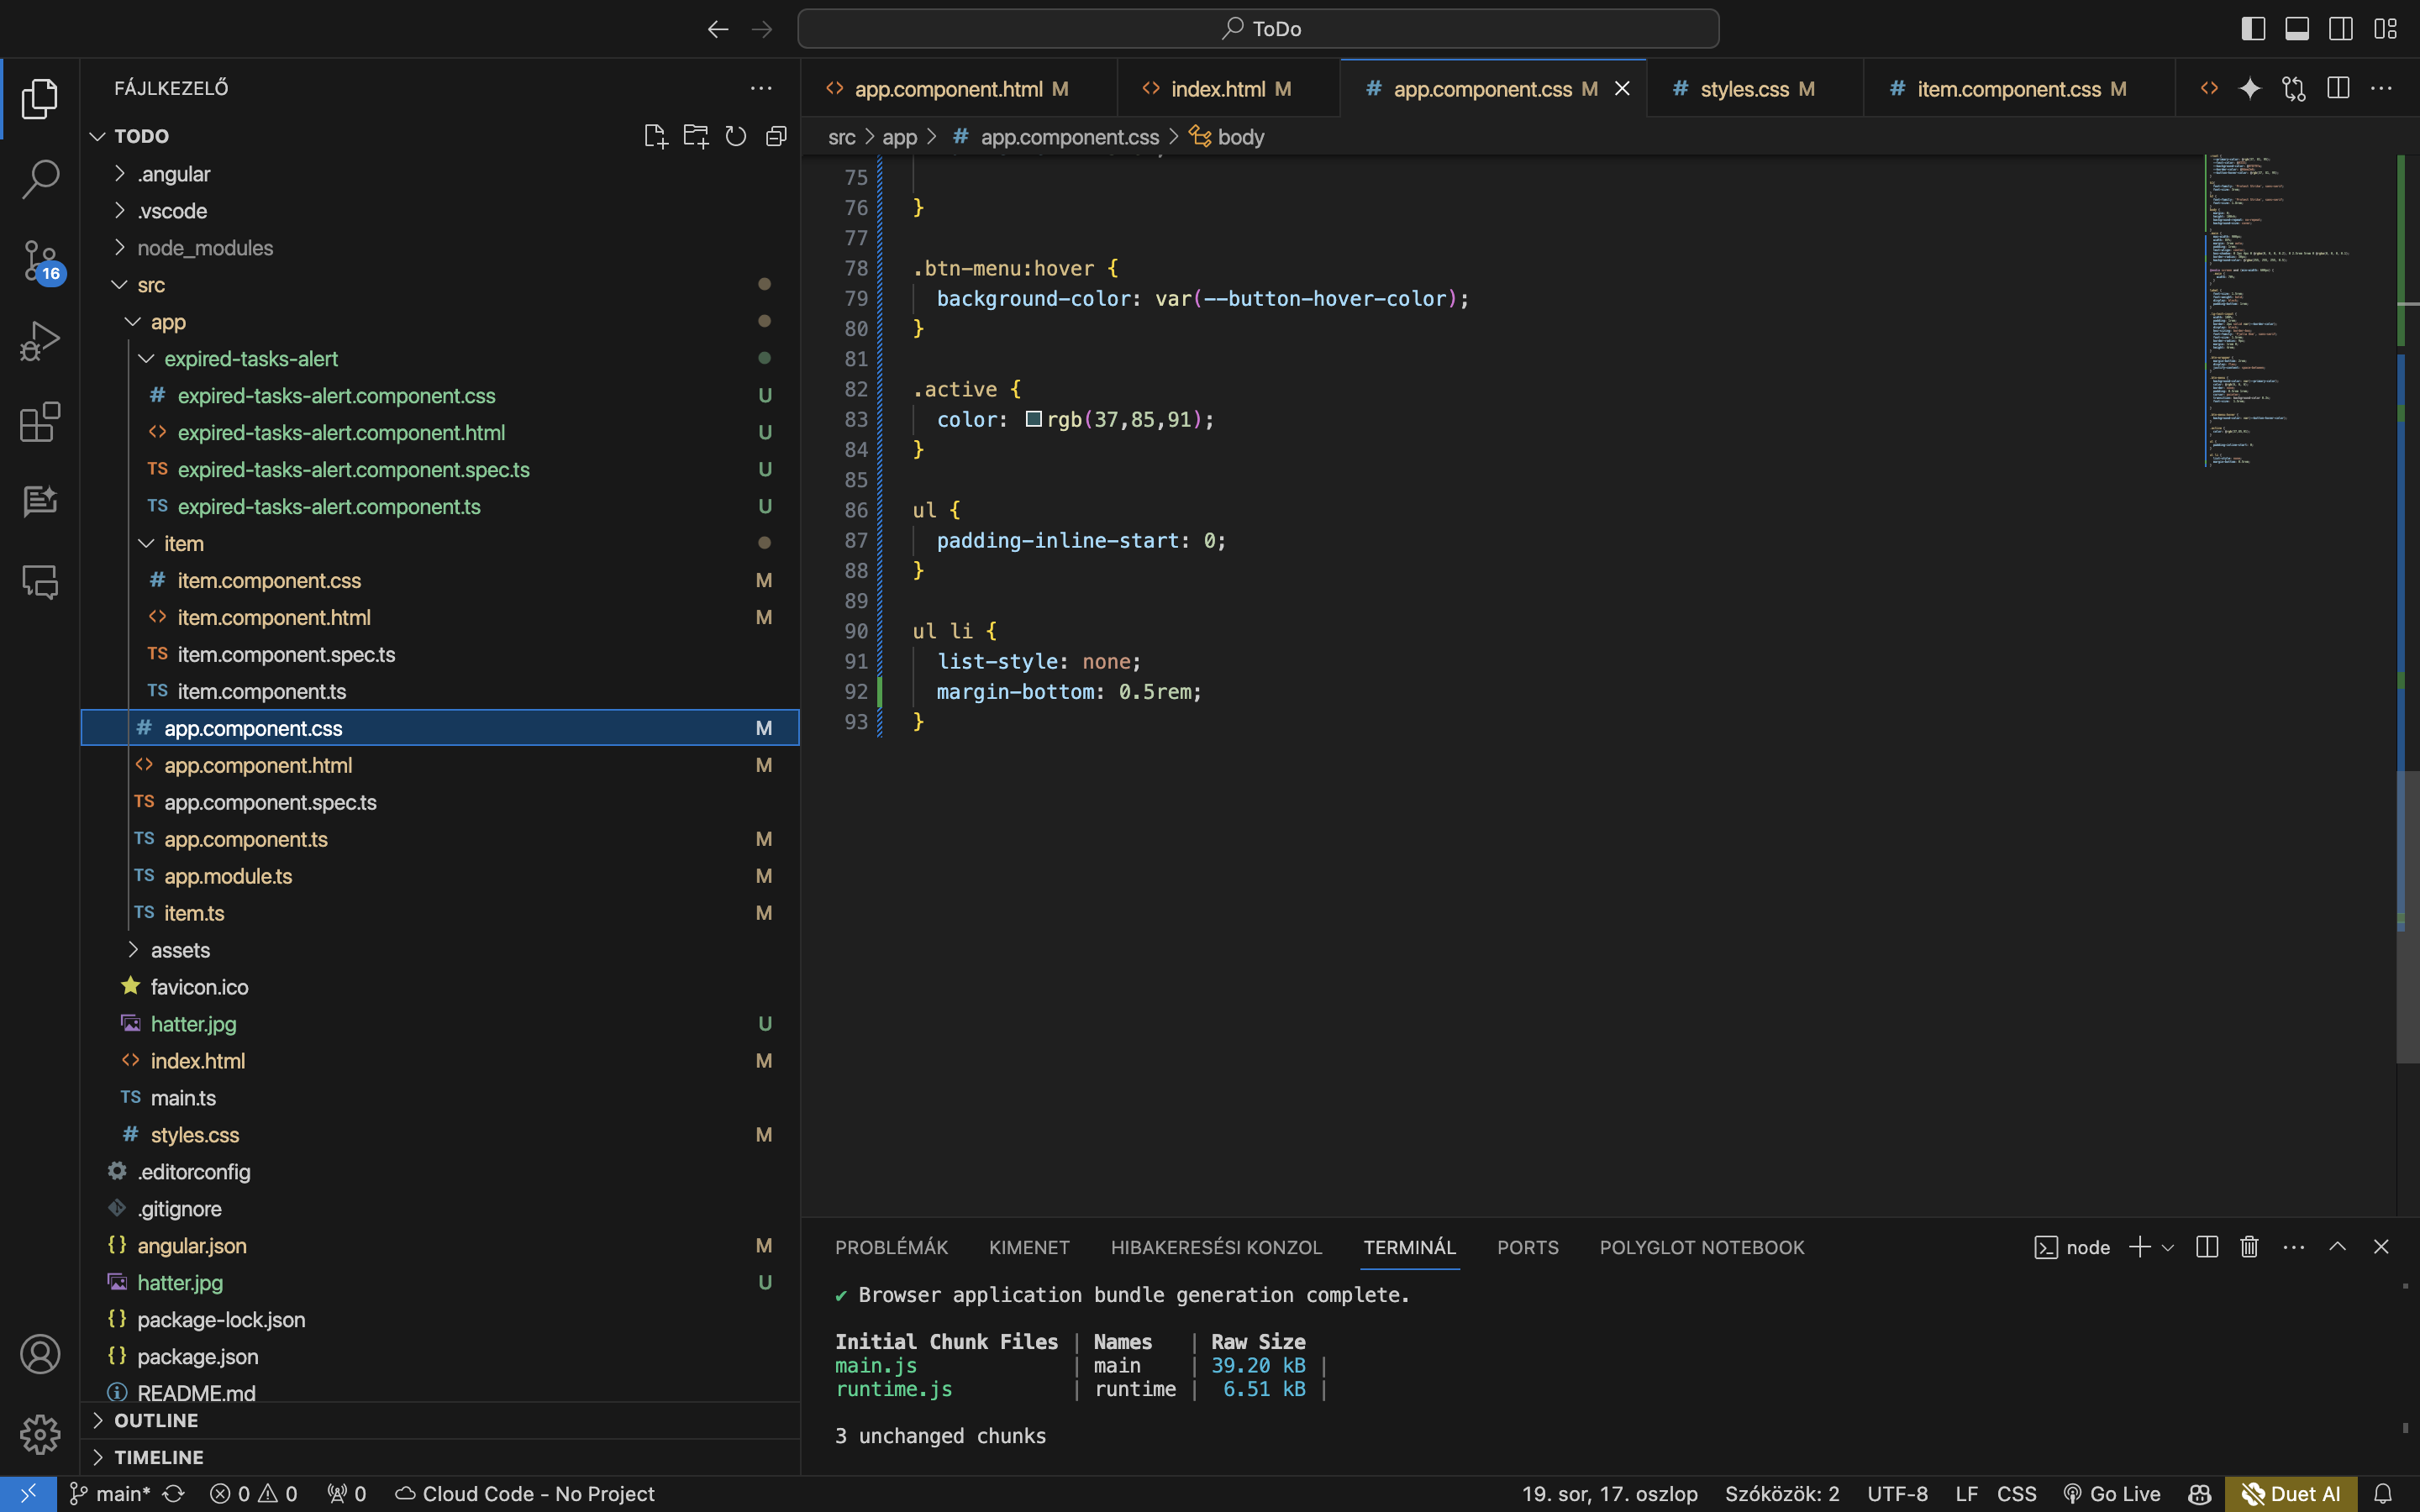 ToDo
FÁJLKEZELŐ
TODO
.angular
.vscode
node_modules
src
app
expired-tasks-alert
expired-tasks-alert.component.css U
expired-tasks-alert.component.html U
expired-tasks-alert.component.spec.ts U
expired-tasks-alert.component.ts U
item
item.component.css M
item.component.html M
item.component.spec.ts
item.component.ts
app.component.css M
app.component.html M
app.component.spec.ts
app.component.ts M
app.module.ts M
item.ts M
assets
favicon.ico
hatter.jpg U
index.html M
main.ts
styles.css M
.editorconfig
.gitignore
angular.json M
hatter.jpg U
package-lock.json
package.json
README.md
OUTLINE
TIMELINE
16
app.component.html M index.html M app.component.css M styles.css M item.component.css M
src > app > # app.component.css > body
75
76 }
77
78 .btn-menu:hover {
79 background-color: var(--button-hover-color);
80 }
81
82 .active {
83 color: rgb(37,85,91);
84 }
85
86 ul {
87 padding-inline-start: 0;
88 }
89
90 ul li {
91 list-style: none;
92 margin-bottom: 0.5rem;
93 }
PROBLÉMÁK KIMENET HIBAKERESÉSI KONZOL TERMINÁL PORTS POLYGLOT NOTEBOOK node
✔ Browser application bundle generation complete.
Initial Chunk Files | Names | Raw Size
main.js | main | 39.20 kB |
runtime.js | runtime | 6.51 kB |
3 unchanged chunks
main* 0 0 0 Cloud Code - No Project 19. sor, 17. oszlop Szóközök: 2 UTF-8 LF CSS Go Live Duet AI